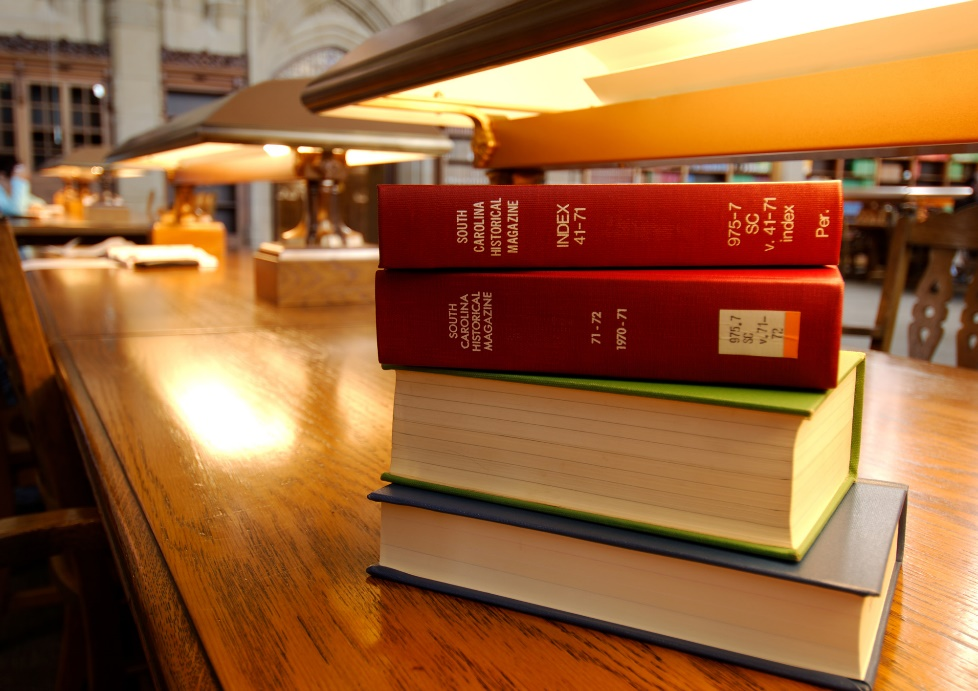 SOUTH
CAROLINA
HISTORICAL
MAGAZINE
INDEX
41-71
975-7
SC
v. 41-71
index
Per.
SOUTH
CAROLINA
HISTORICAL
MAGAZINE
71-72
1970-71
975.7
SC
v.71-
72